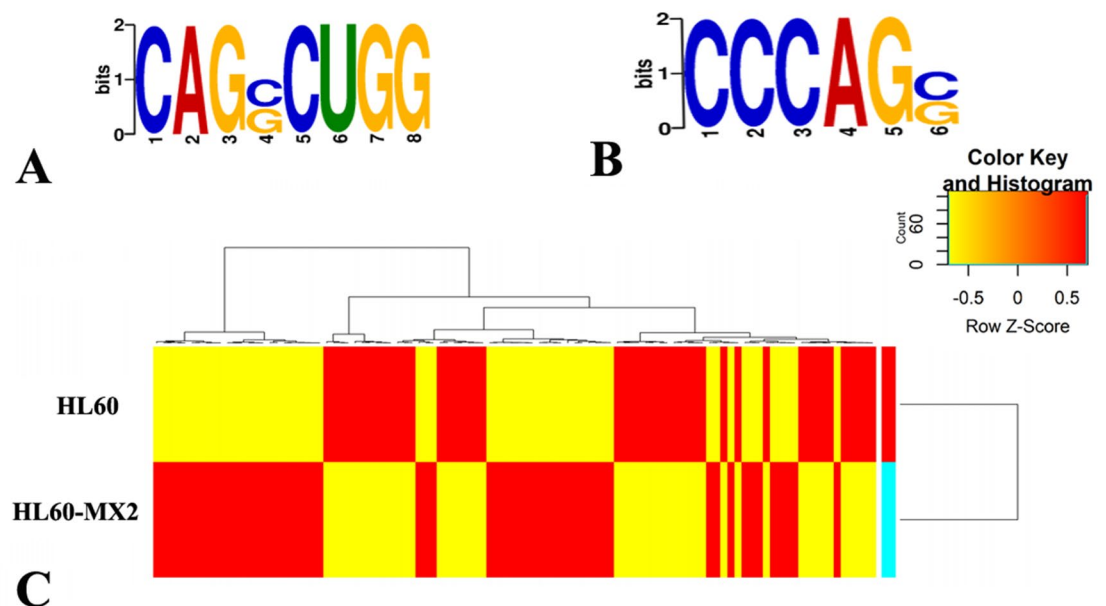 2
bits
1
0
C A G C C U G G
G
1 2 3 4 5 6 7 8
A
2
bits
1
0
C C C A G C
G
1 2 3 4 5 6
B
Color Key
and Histogram
Count
60
0
-0.5 0 0.5
Row Z-Score
HL60
HL60-MX2
C